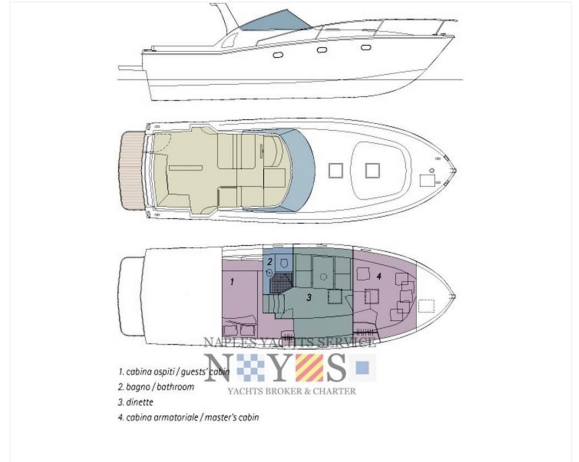 2
1
3
4
NAPLES YACHTS SERVICE
N Y S
YACHTS BROKER & CHARTER
1. cabina ospiti / guests' cabin
2. bagno / bathroom
3. dinette
4. cabina armatoriale / master's cabin